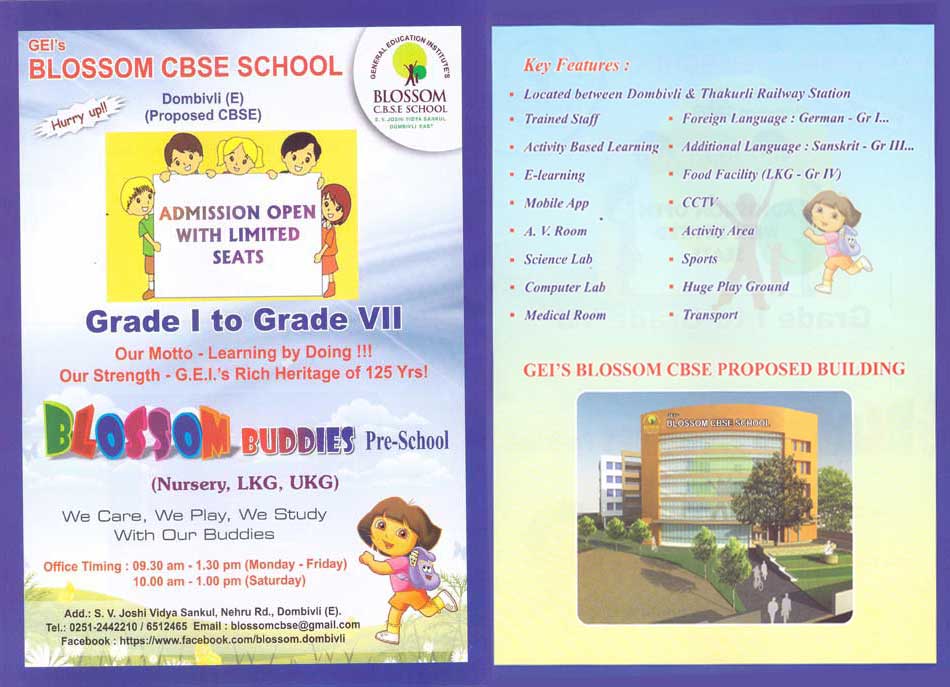 GEI's
BLOSSOM CBSE SCHOOL
Dombivli (E)
(Proposed CBSE)
Hurry up!!
GENERAL EDUCATION INSTITUTE'S
BLOSSOM
C.B.S.E SCHOOL
S. V. JOSHI VIDYA SANKUL
DOMBIVLI EAST
ADMISSION OPEN
WITH LIMITED
SEATS
Grade I to Grade VII
Our Motto - Learning by Doing !!!
Our Strength - G.E.I.'s Rich Heritage of 125 Yrs!
BLOSSOM BUDDIES Pre-School
(Nursery, LKG, UKG)
We Care, We Play, We Study
With Our Buddies
Office Timing : 09.30 am - 1.30 pm (Monday - Friday)
10.00 am - 1.00 pm (Saturday)
Add.: S. V. Joshi Vidya Sankul, Nehru Rd., Dombivli (E).
Tel.: 0251-2442210 / 6512465 Email : blossomcbse@gmail.com
Facebook : https://www.facebook.com/blossom.dombivli
Key Features :
• Located between Dombivli & Thakurli Railway Station
• Trained Staff
• Activity Based Learning
• E-learning
• Mobile App
• A. V. Room
• Science Lab
• Computer Lab
• Medical Room
• Foreign Language : German - Gr I...
• Additional Language : Sanskrit - Gr III...
• Food Facility (LKG - Gr IV)
• CCTV
• Activity Area
• Sports
• Huge Play Ground
• Transport
GEI'S BLOSSOM CBSE PROPOSED BUILDING
BLOSSOM CBSE SCHOOL